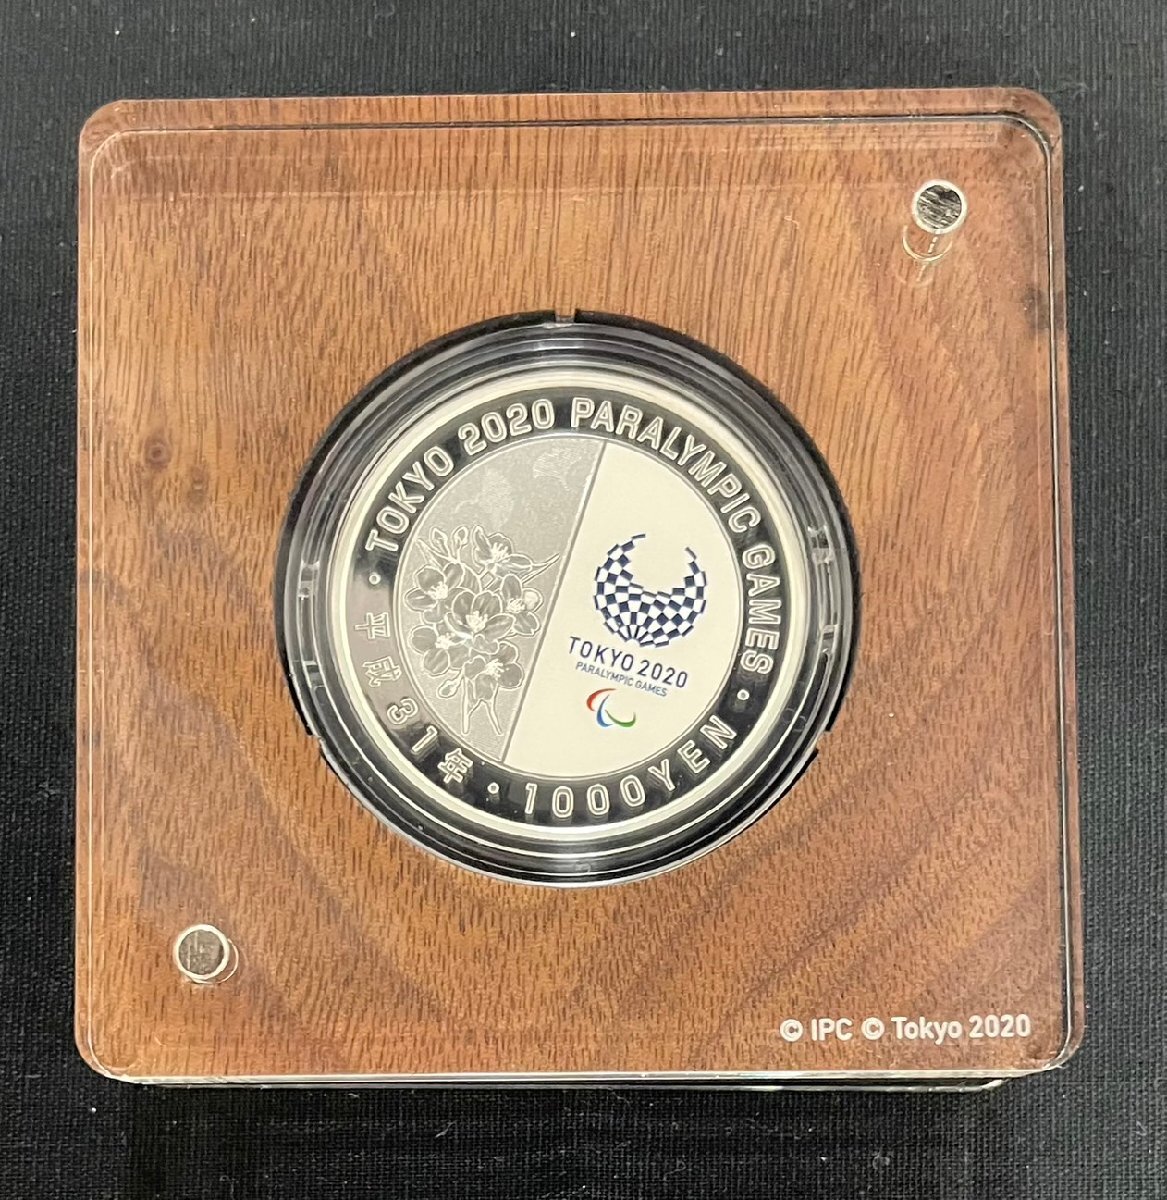 TOKYO 2020 PARALYMPIC GAMES
平成31年・1000YEN
TOKYO 2020
PARALYMPIC GAMES
© IPC © Tokyo 2020